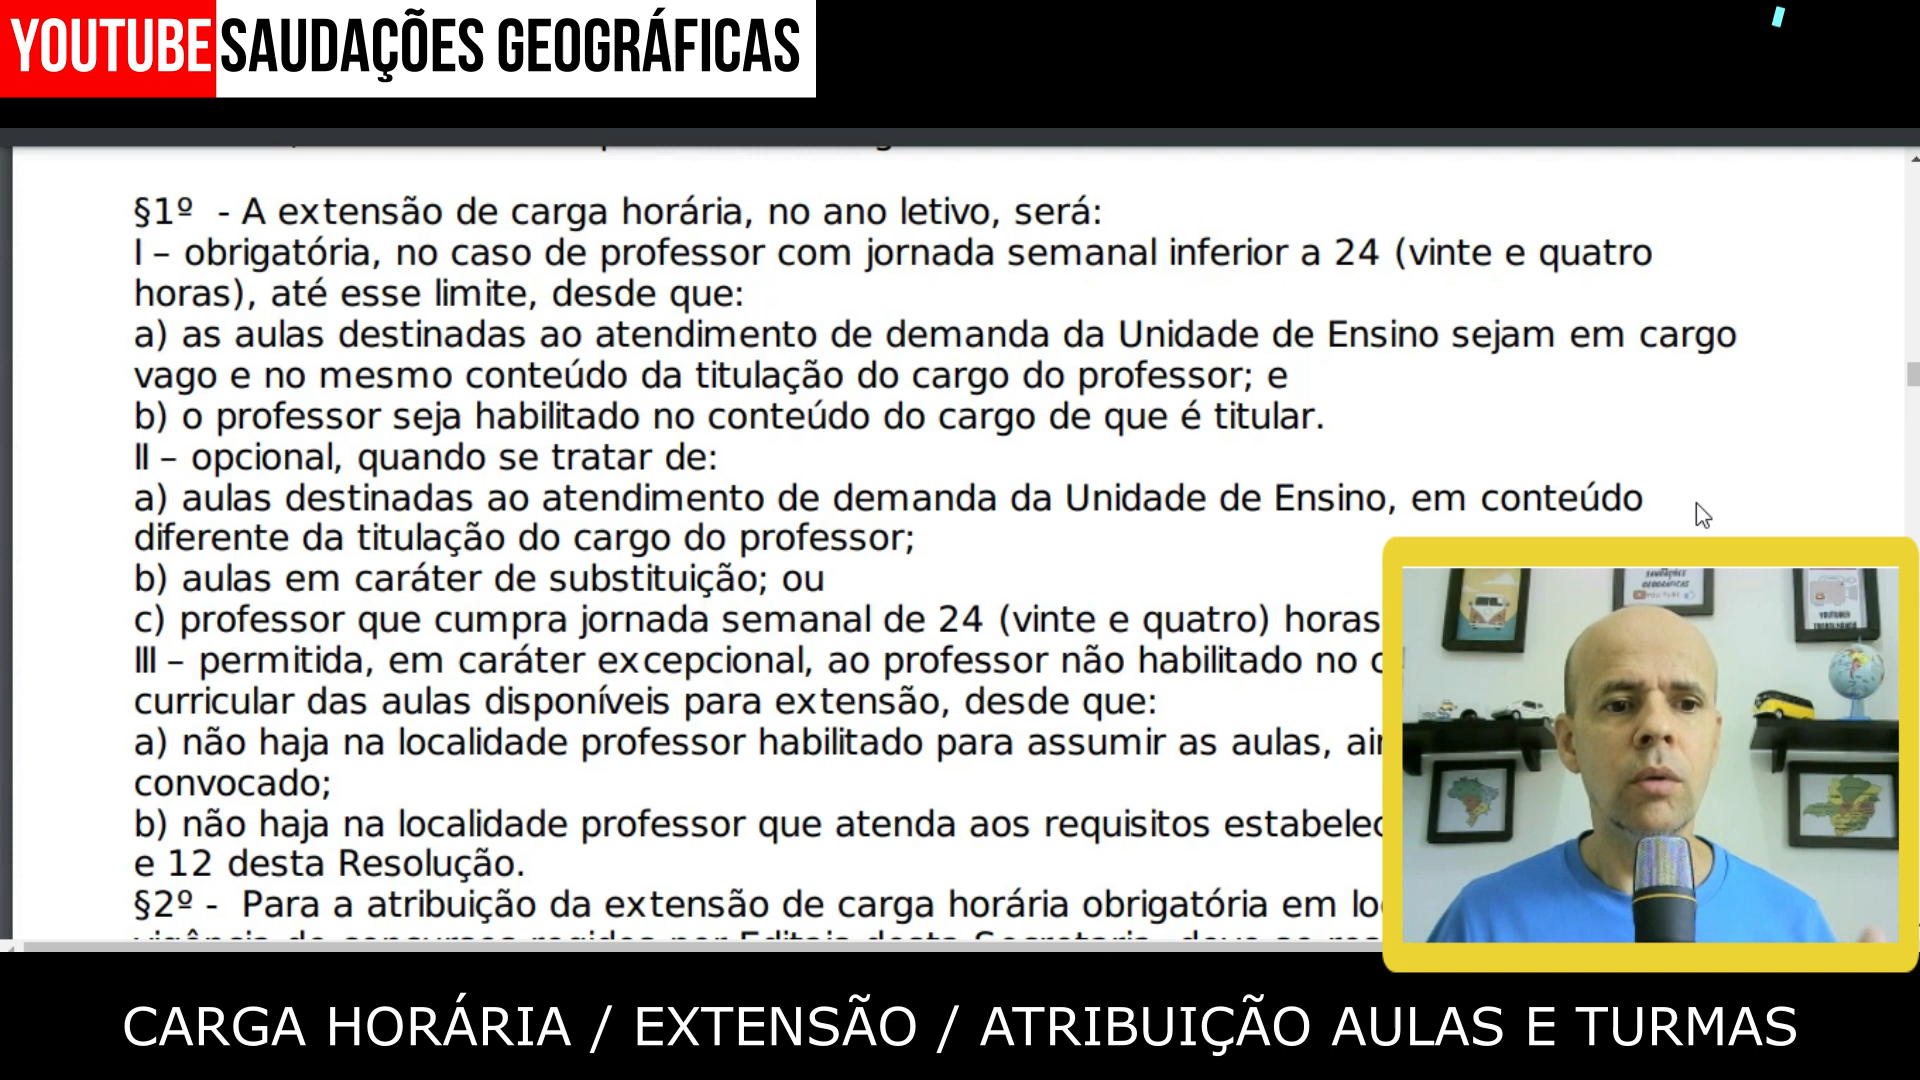 YOUTUBE SAUDAÇÕES GEOGRÁFICAS
§1º - A extensão de carga horária, no ano letivo, será:
I – obrigatória, no caso de professor com jornada semanal inferior a 24 (vinte e quatro
horas), até esse limite, desde que:
a) as aulas destinadas ao atendimento de demanda da Unidade de Ensino sejam em cargo
vago e no mesmo conteúdo da titulação do cargo do professor; e
b) o professor seja habilitado no conteúdo do cargo de que é titular.
II – opcional, quando se tratar de:
a) aulas destinadas ao atendimento de demanda da Unidade de Ensino, em conteúdo
diferente da titulação do cargo do professor;
b) aulas em caráter de substituição; ou
c) professor que cumpra jornada semanal de 24 (vinte e quatro) horas
III – permitida, em caráter excepcional, ao professor não habilitado no
curricular das aulas disponíveis para extensão, desde que:
a) não haja na localidade professor habilitado para assumir as aulas,
convocado;
b) não haja na localidade professor que atenda aos requisitos
e 12 desta Resolução.
§2º - Para a atribuição da extensão de carga horária obrigatória em
SAUDAÇÕES
GEOGRÁFICAS
CARGA HORÁRIA / EXTENSÃO / ATRIBUIÇÃO AULAS E TURMAS